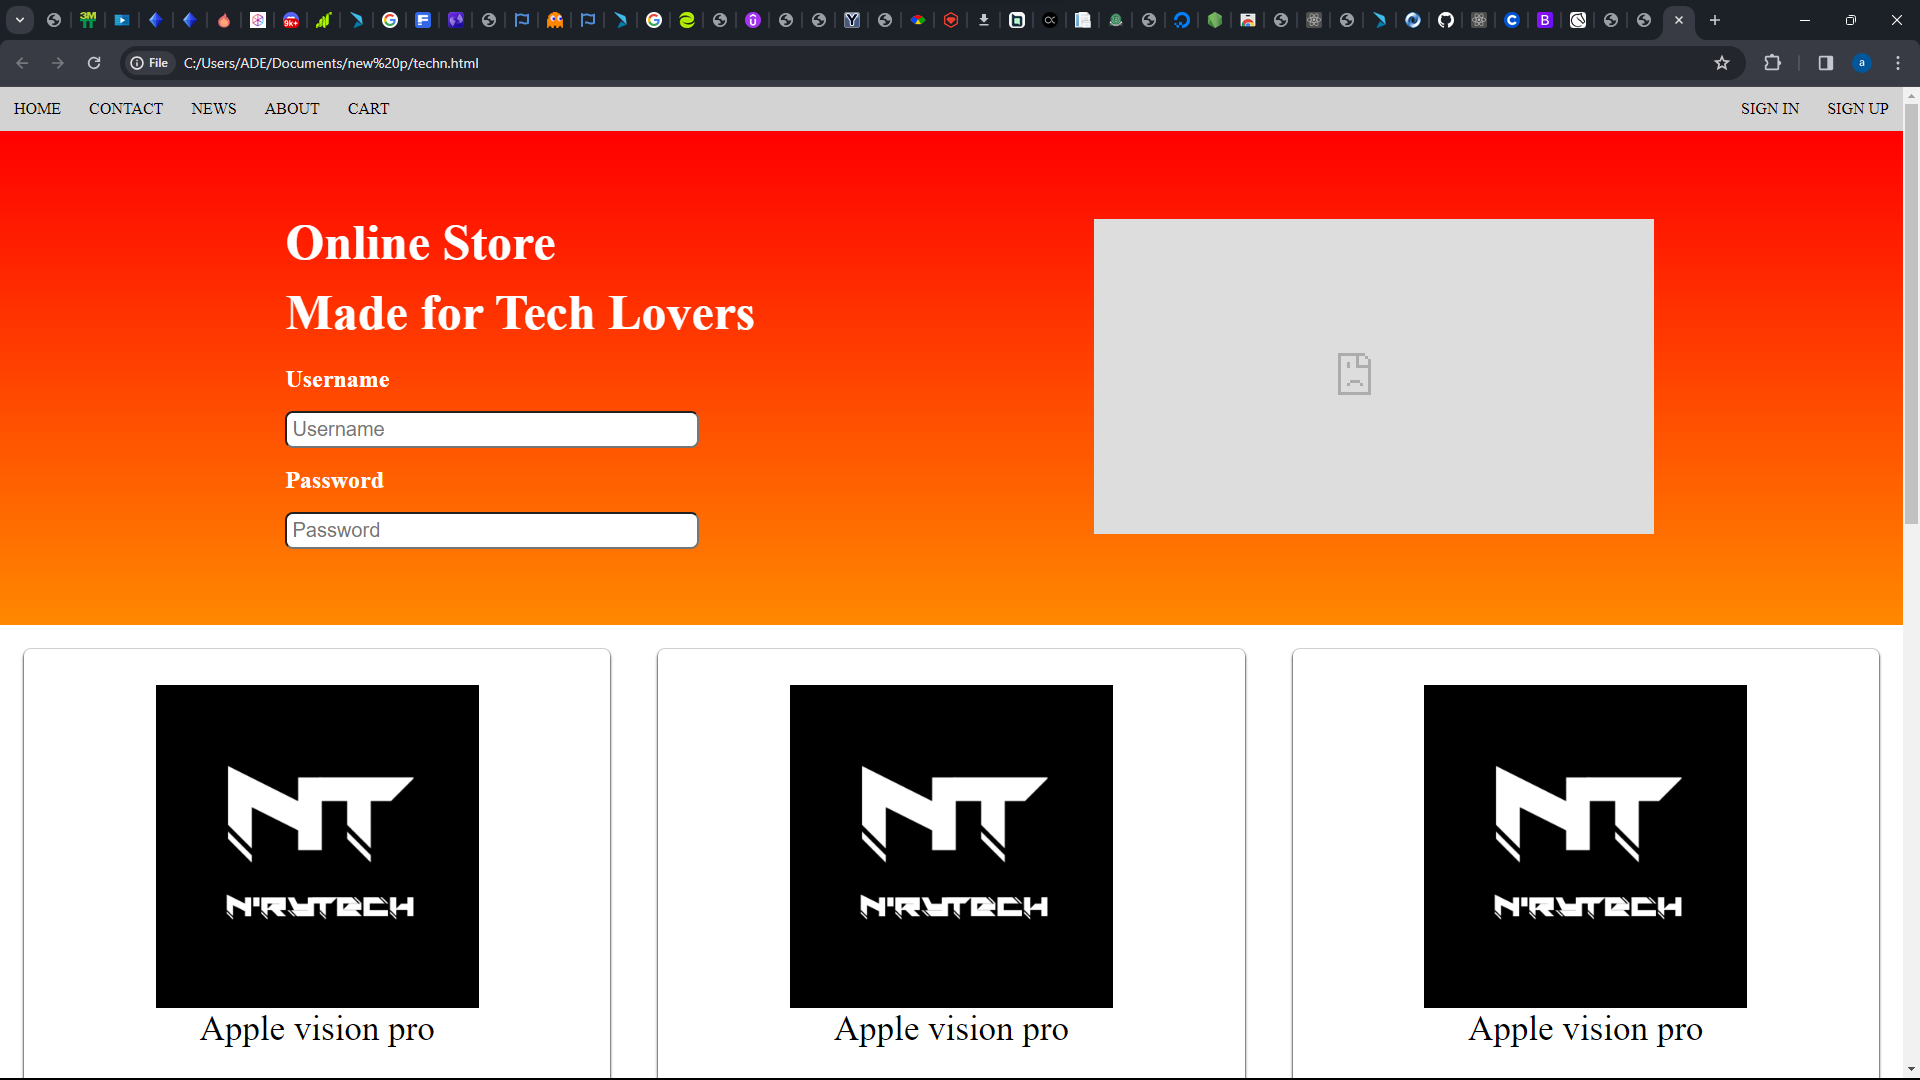 3M
9k+
File
C:/Users/ADE/Documents/new%20p/techn.html
a
HOME
CONTACT
NEWS
ABOUT
CART
SIGN IN
SIGN UP
Online Store
Made for Tech Lovers
Username
Username
Password
Password
NT
N'RYTECH
Apple vision pro
NT
N'RYTECH
Apple vision pro
NT
N'RYTECH
Apple vision pro